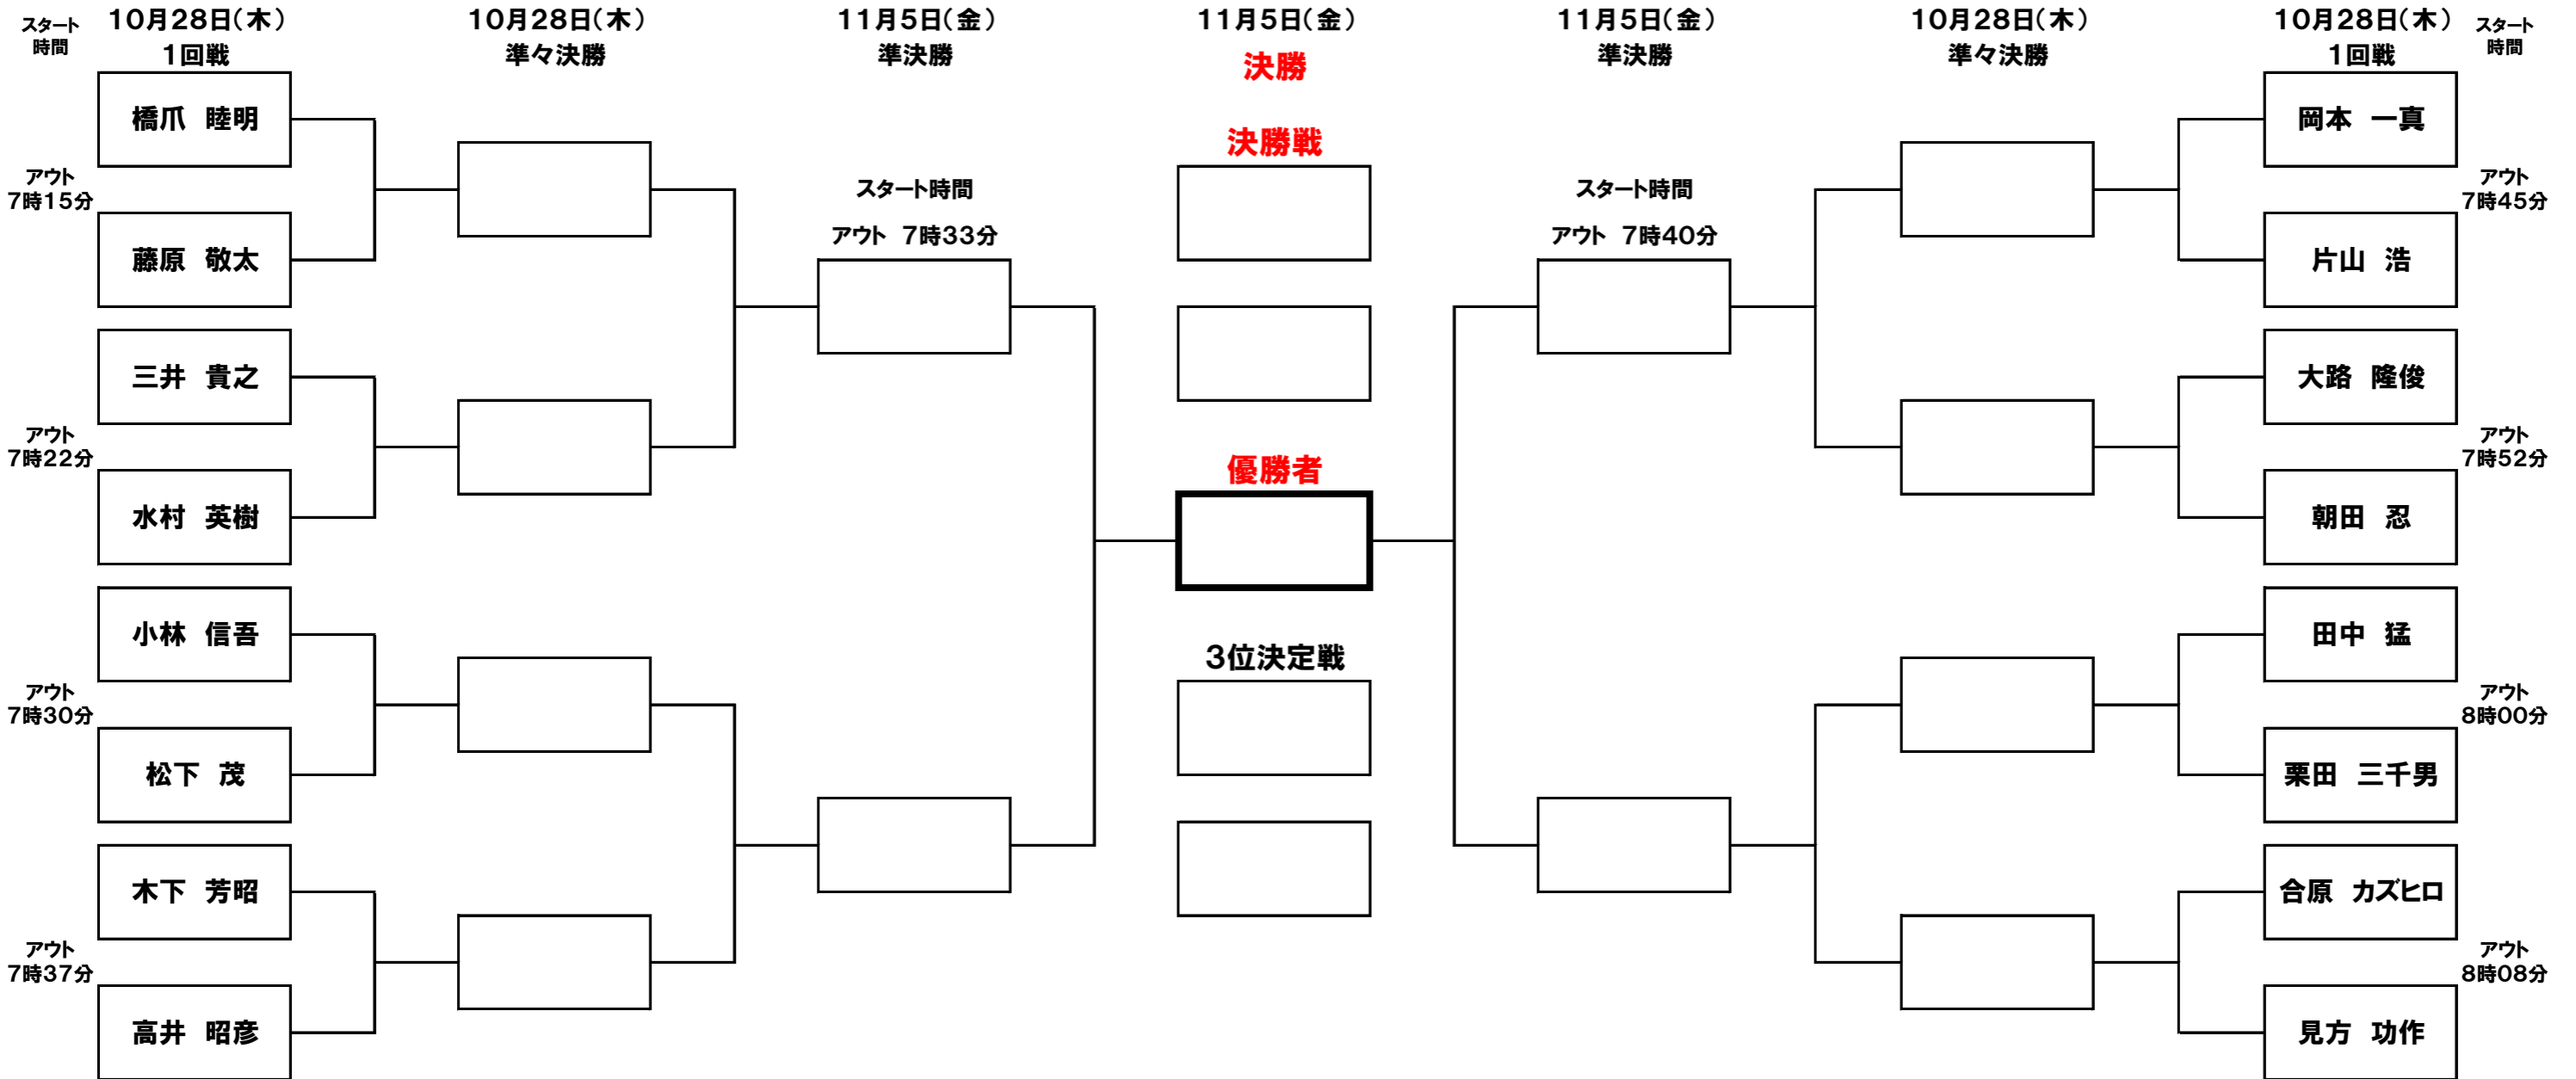 スタート
時間
10月28日(木)
1回戦
10月28日(木)
準々決勝
11月5日(金)
準決勝
11月5日(金)
決勝
11月5日(金)
準決勝
10月28日(木)
準々決勝
10月28日(木)
1回戦
スタート
時間
橋爪 睦明
アウト
7時15分
藤原 敬太
三井 貴之
アウト
7時22分
水村 英樹
小林 信吾
アウト
7時30分
松下 茂
木下 芳昭
アウト
7時37分
高井 昭彦
スタート時間
アウト 7時33分
決勝戦
優勝者
3位決定戦
スタート時間
アウト 7時40分
岡本 一真
アウト
7時45分
片山 浩
大路 隆俊
アウト
7時52分
朝田 忍
田中 猛
アウト
8時00分
栗田 三千男
合原 カズヒロ
アウト
8時08分
見方 功作